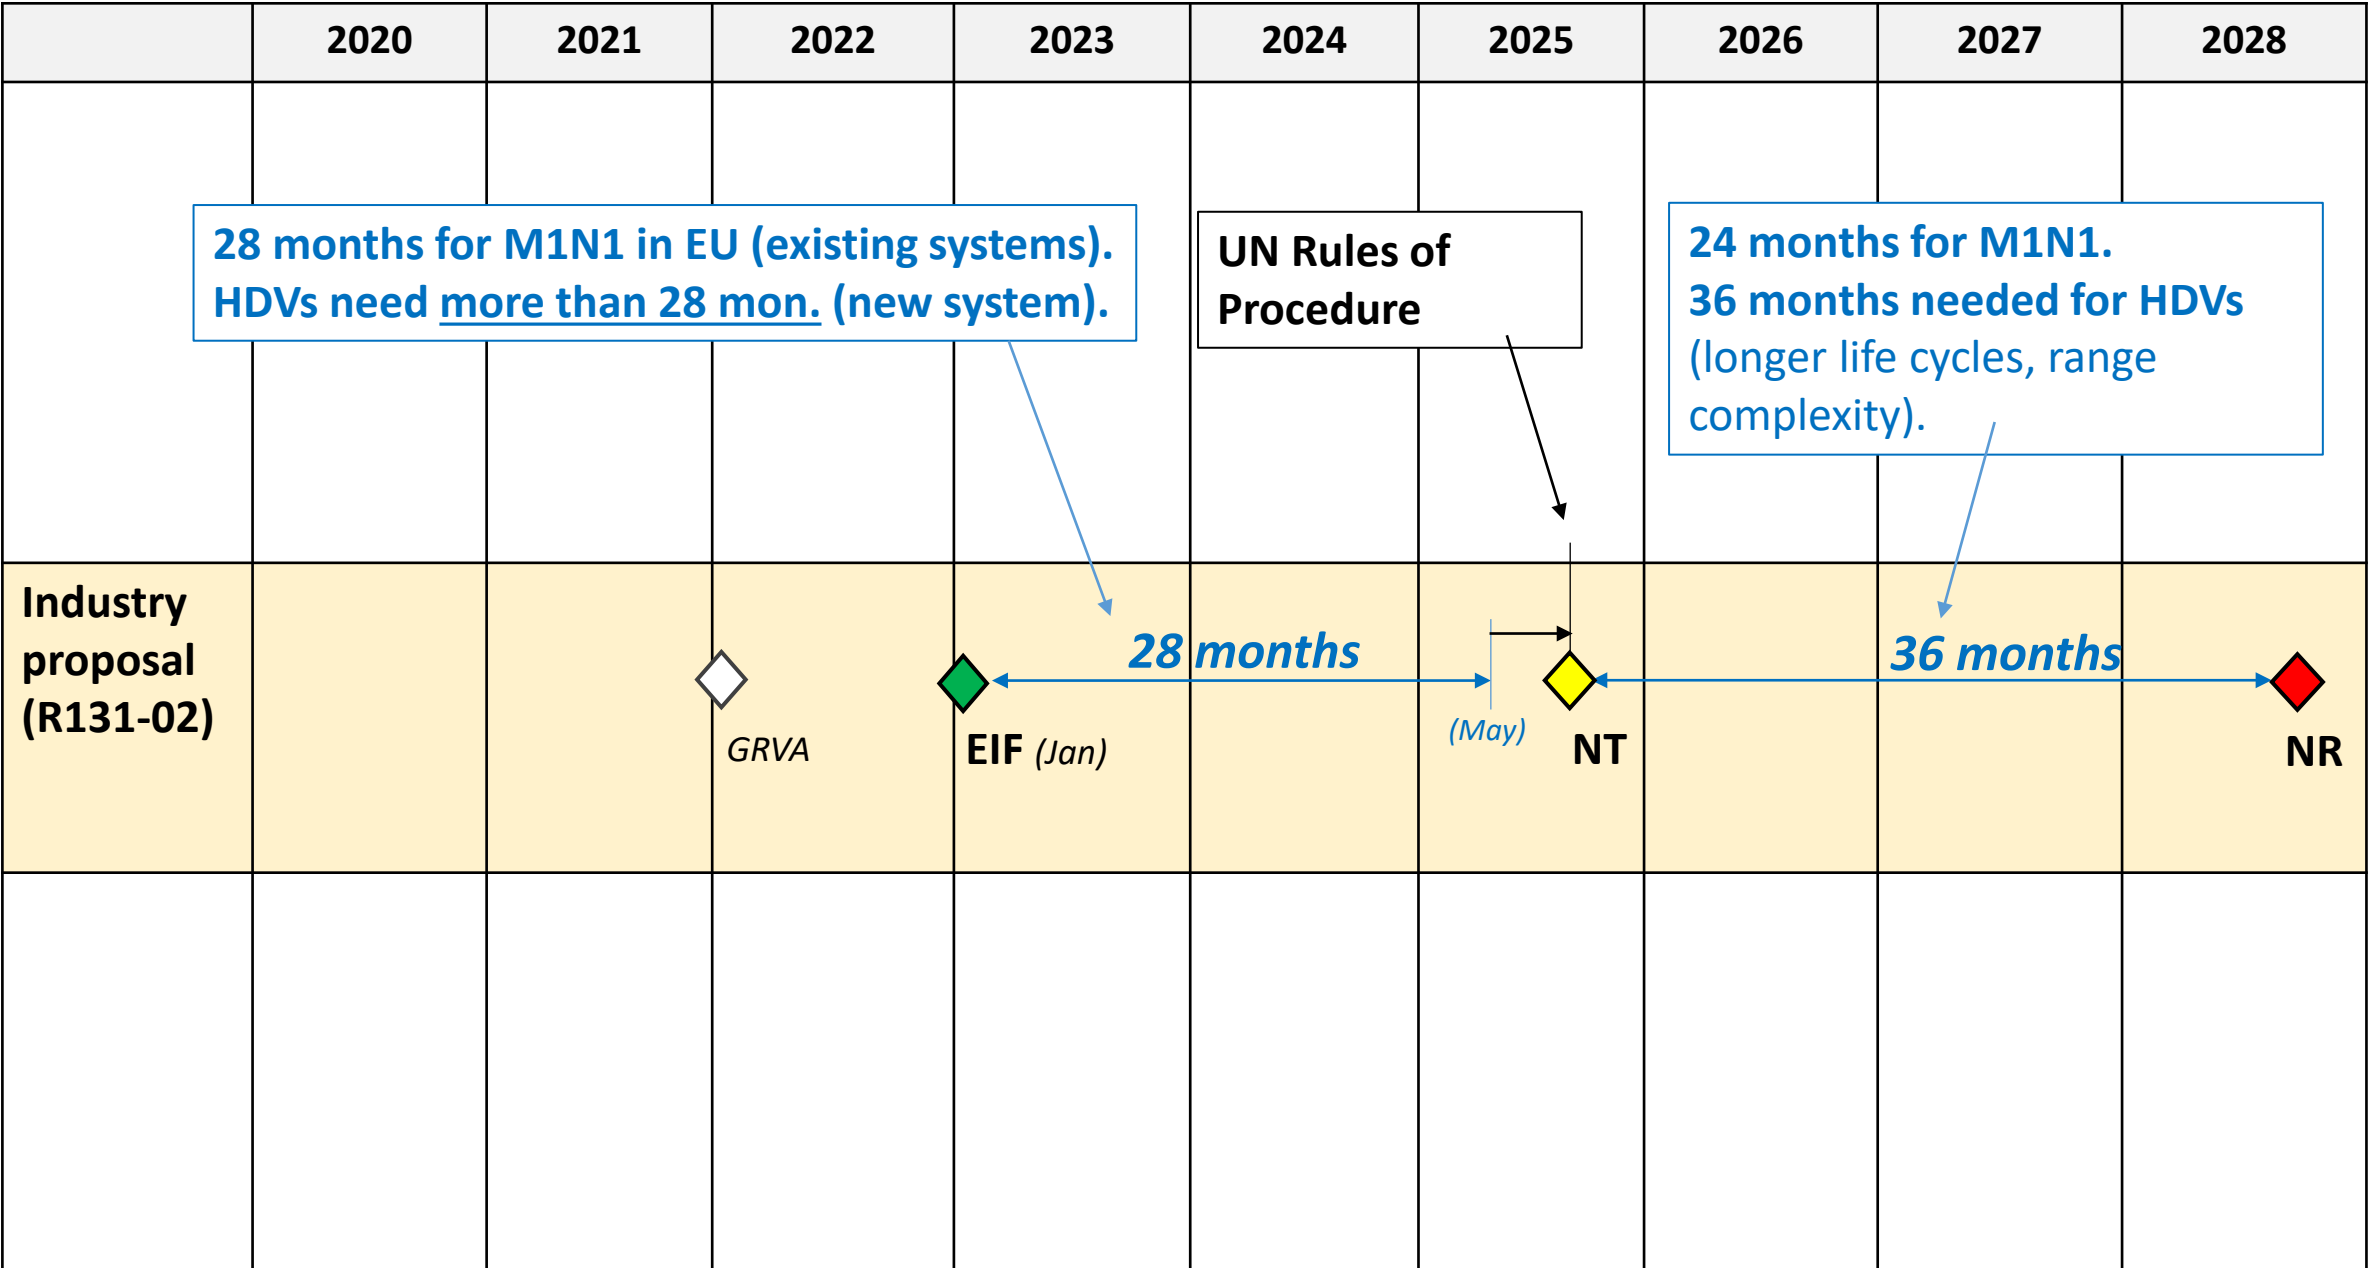 2020 2021 2022 2023 2024 2025 2026 2027 2028
28 months for M1N1 in EU (existing systems).
HDVs need more than 28 mon. (new system).
UN Rules of
Procedure
24 months for M1N1.
36 months needed for HDVs
(longer life cycles, range
complexity).
Industry
proposal
(R131-02)
28 months
36 months
GRVA
EIF (Jan)
(May)
NT
NR